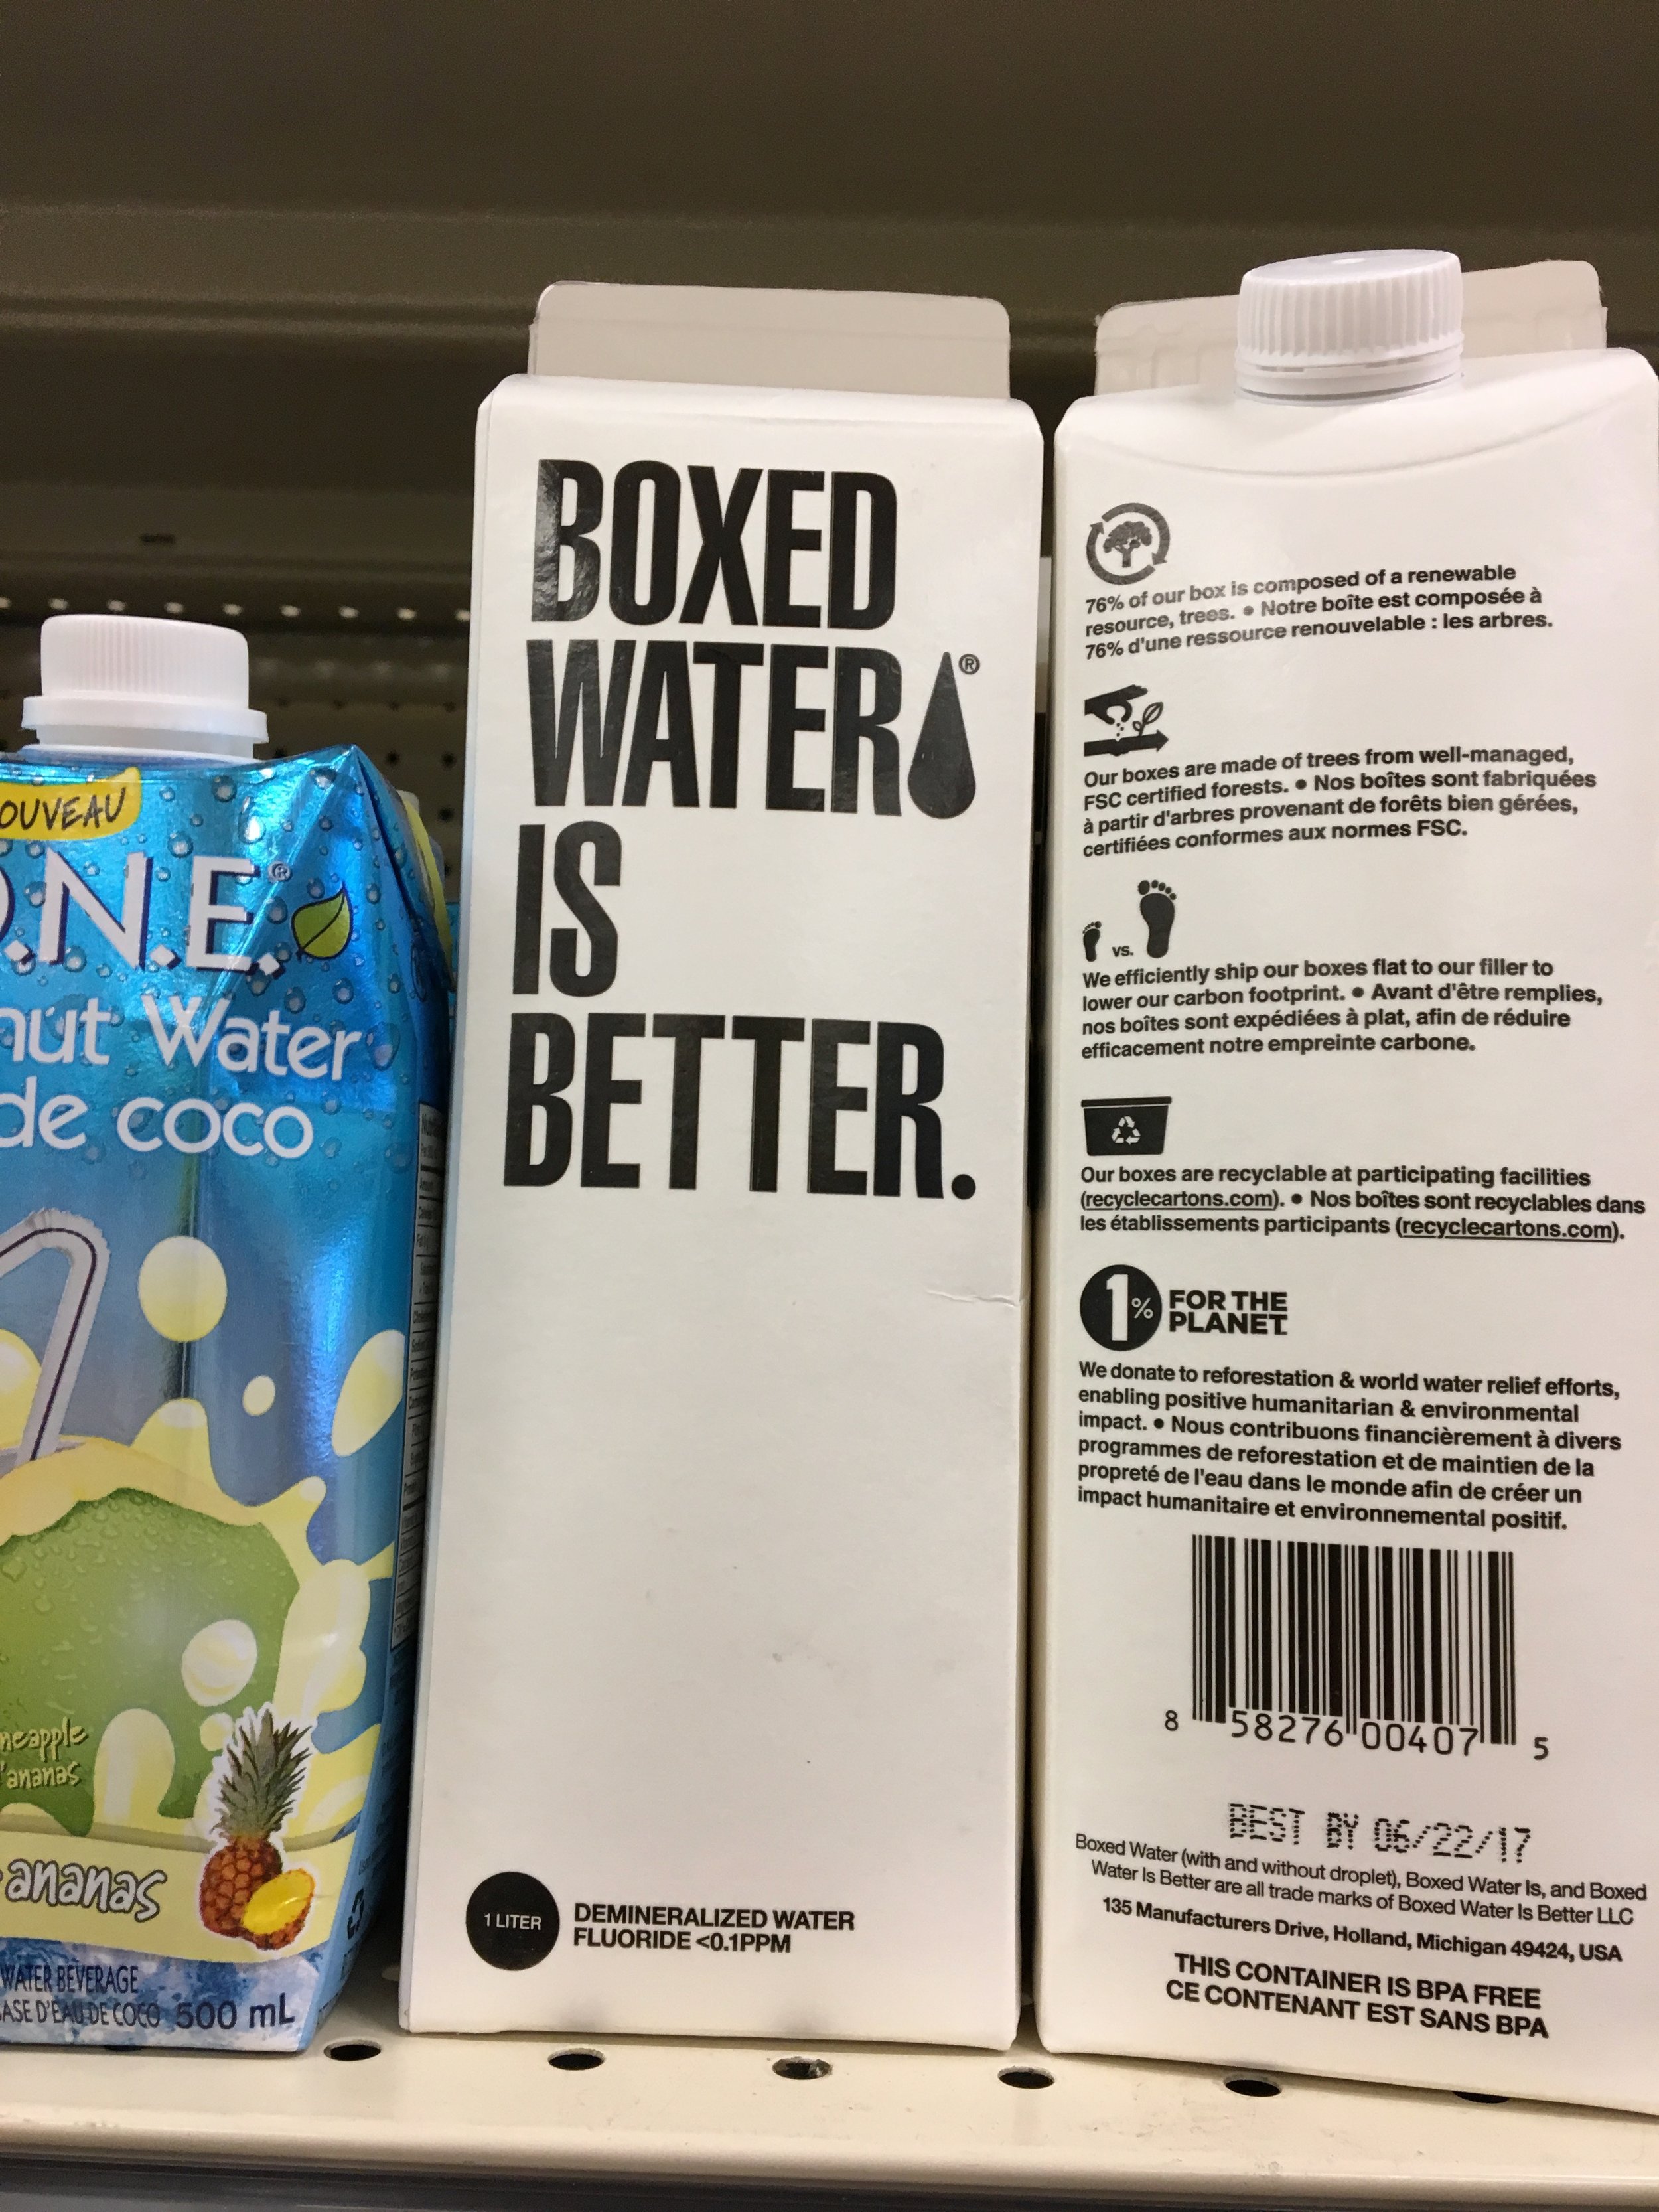 O.N.E.®
Water
de coco
ananas
WATER BEVERAGE
D'EAU DE COCO 500 mL
BOXED
WATER®
IS
BETTER.
1 LITER
DEMINERALIZED WATER
FLUORIDE <0.1PPM
76% of our box is composed of a renewable
resource, trees. ● Notre boîte est composée à
76% d'une ressource renouvelable : les arbres.
Our boxes are made of trees from well-managed,
FSC certified forests. ● Nos boîtes sont fabriquées
à partir d'arbres provenant de forêts bien gérées,
certifiées conformes aux normes FSC.
vs.
We efficiently ship our boxes flat to our filler to
lower our carbon footprint. ● Avant d'être remplies,
nos boîtes sont expédiées à plat, afin de réduire
efficacement notre empreinte carbone.
Our boxes are recyclable at participating facilities
(recyclecartons.com). ● Nos boîtes sont recyclables dans
les établissements participants (recyclecartons.com).
1% FOR THE
PLANET
We donate to reforestation & world water relief efforts,
enabling positive humanitarian & environmental
impact. ● Nous contribuons financièrement à divers
programmes de reforestation et de maintien de la
propreté de l'eau dans le monde afin de créer un
impact humanitaire et environnemental positif.
8 58276 00407 5
BEST BY 06/22/17
Boxed Water (with and without droplet), Boxed Water Is, and Boxed
Water Is Better are all trade marks of Boxed Water Is Better LLC
135 Manufacturers Drive, Holland, Michigan 49424, USA
THIS CONTAINER IS BPA FREE
CE CONTENANT EST SANS BPA